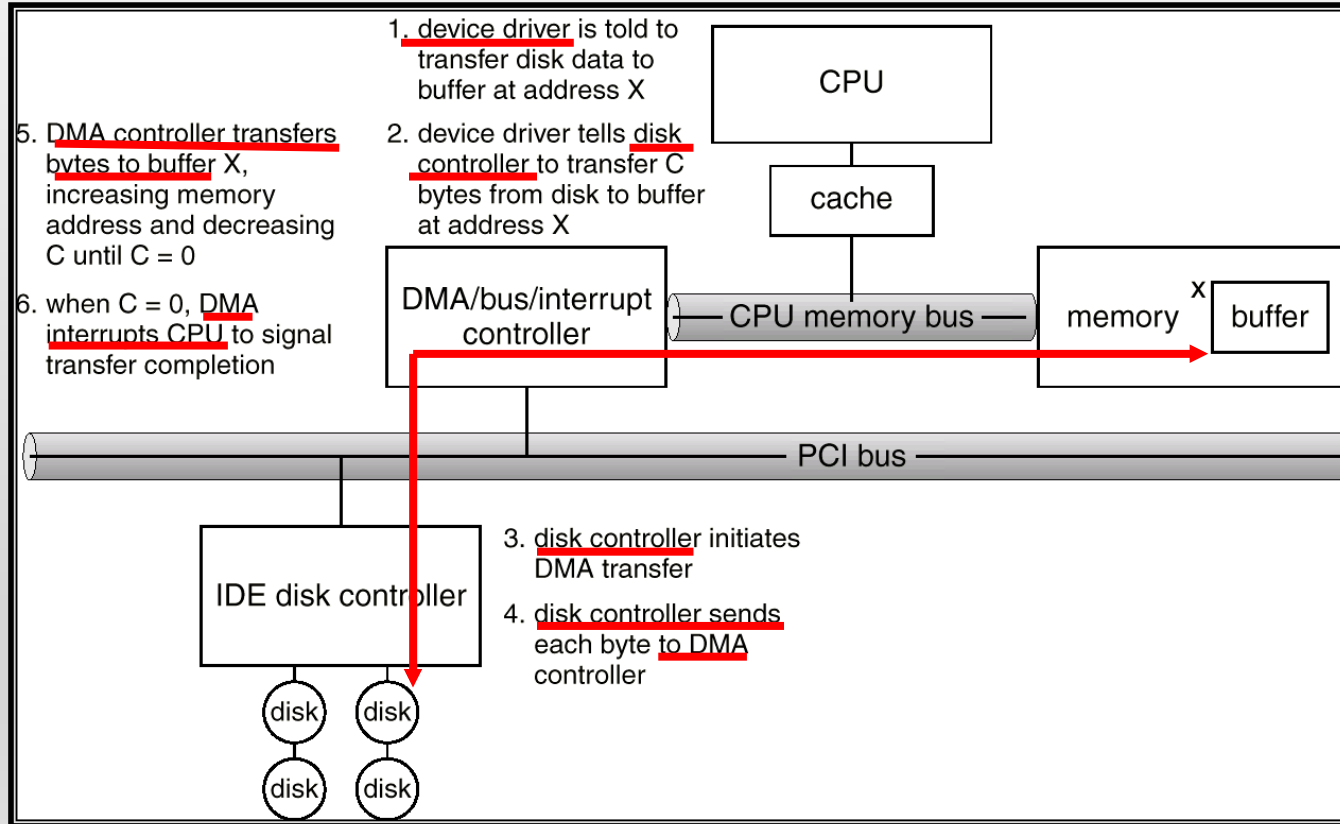 1. device driver is told to
transfer disk data to
buffer at address X
2. device driver tells disk
controller to transfer C
bytes from disk to buffer
at address X
5. DMA controller transfers
bytes to buffer X,
increasing memory
address and decreasing
C until C = 0
6. when C = 0, DMA
interrupts CPU to signal
transfer completion
CPU
cache
DMA/bus/interrupt
controller
CPU memory bus
memory
x
buffer
PCI bus
IDE disk controller
3. disk controller initiates
DMA transfer
4. disk controller sends
each byte to DMA
controller
disk
disk
disk
disk